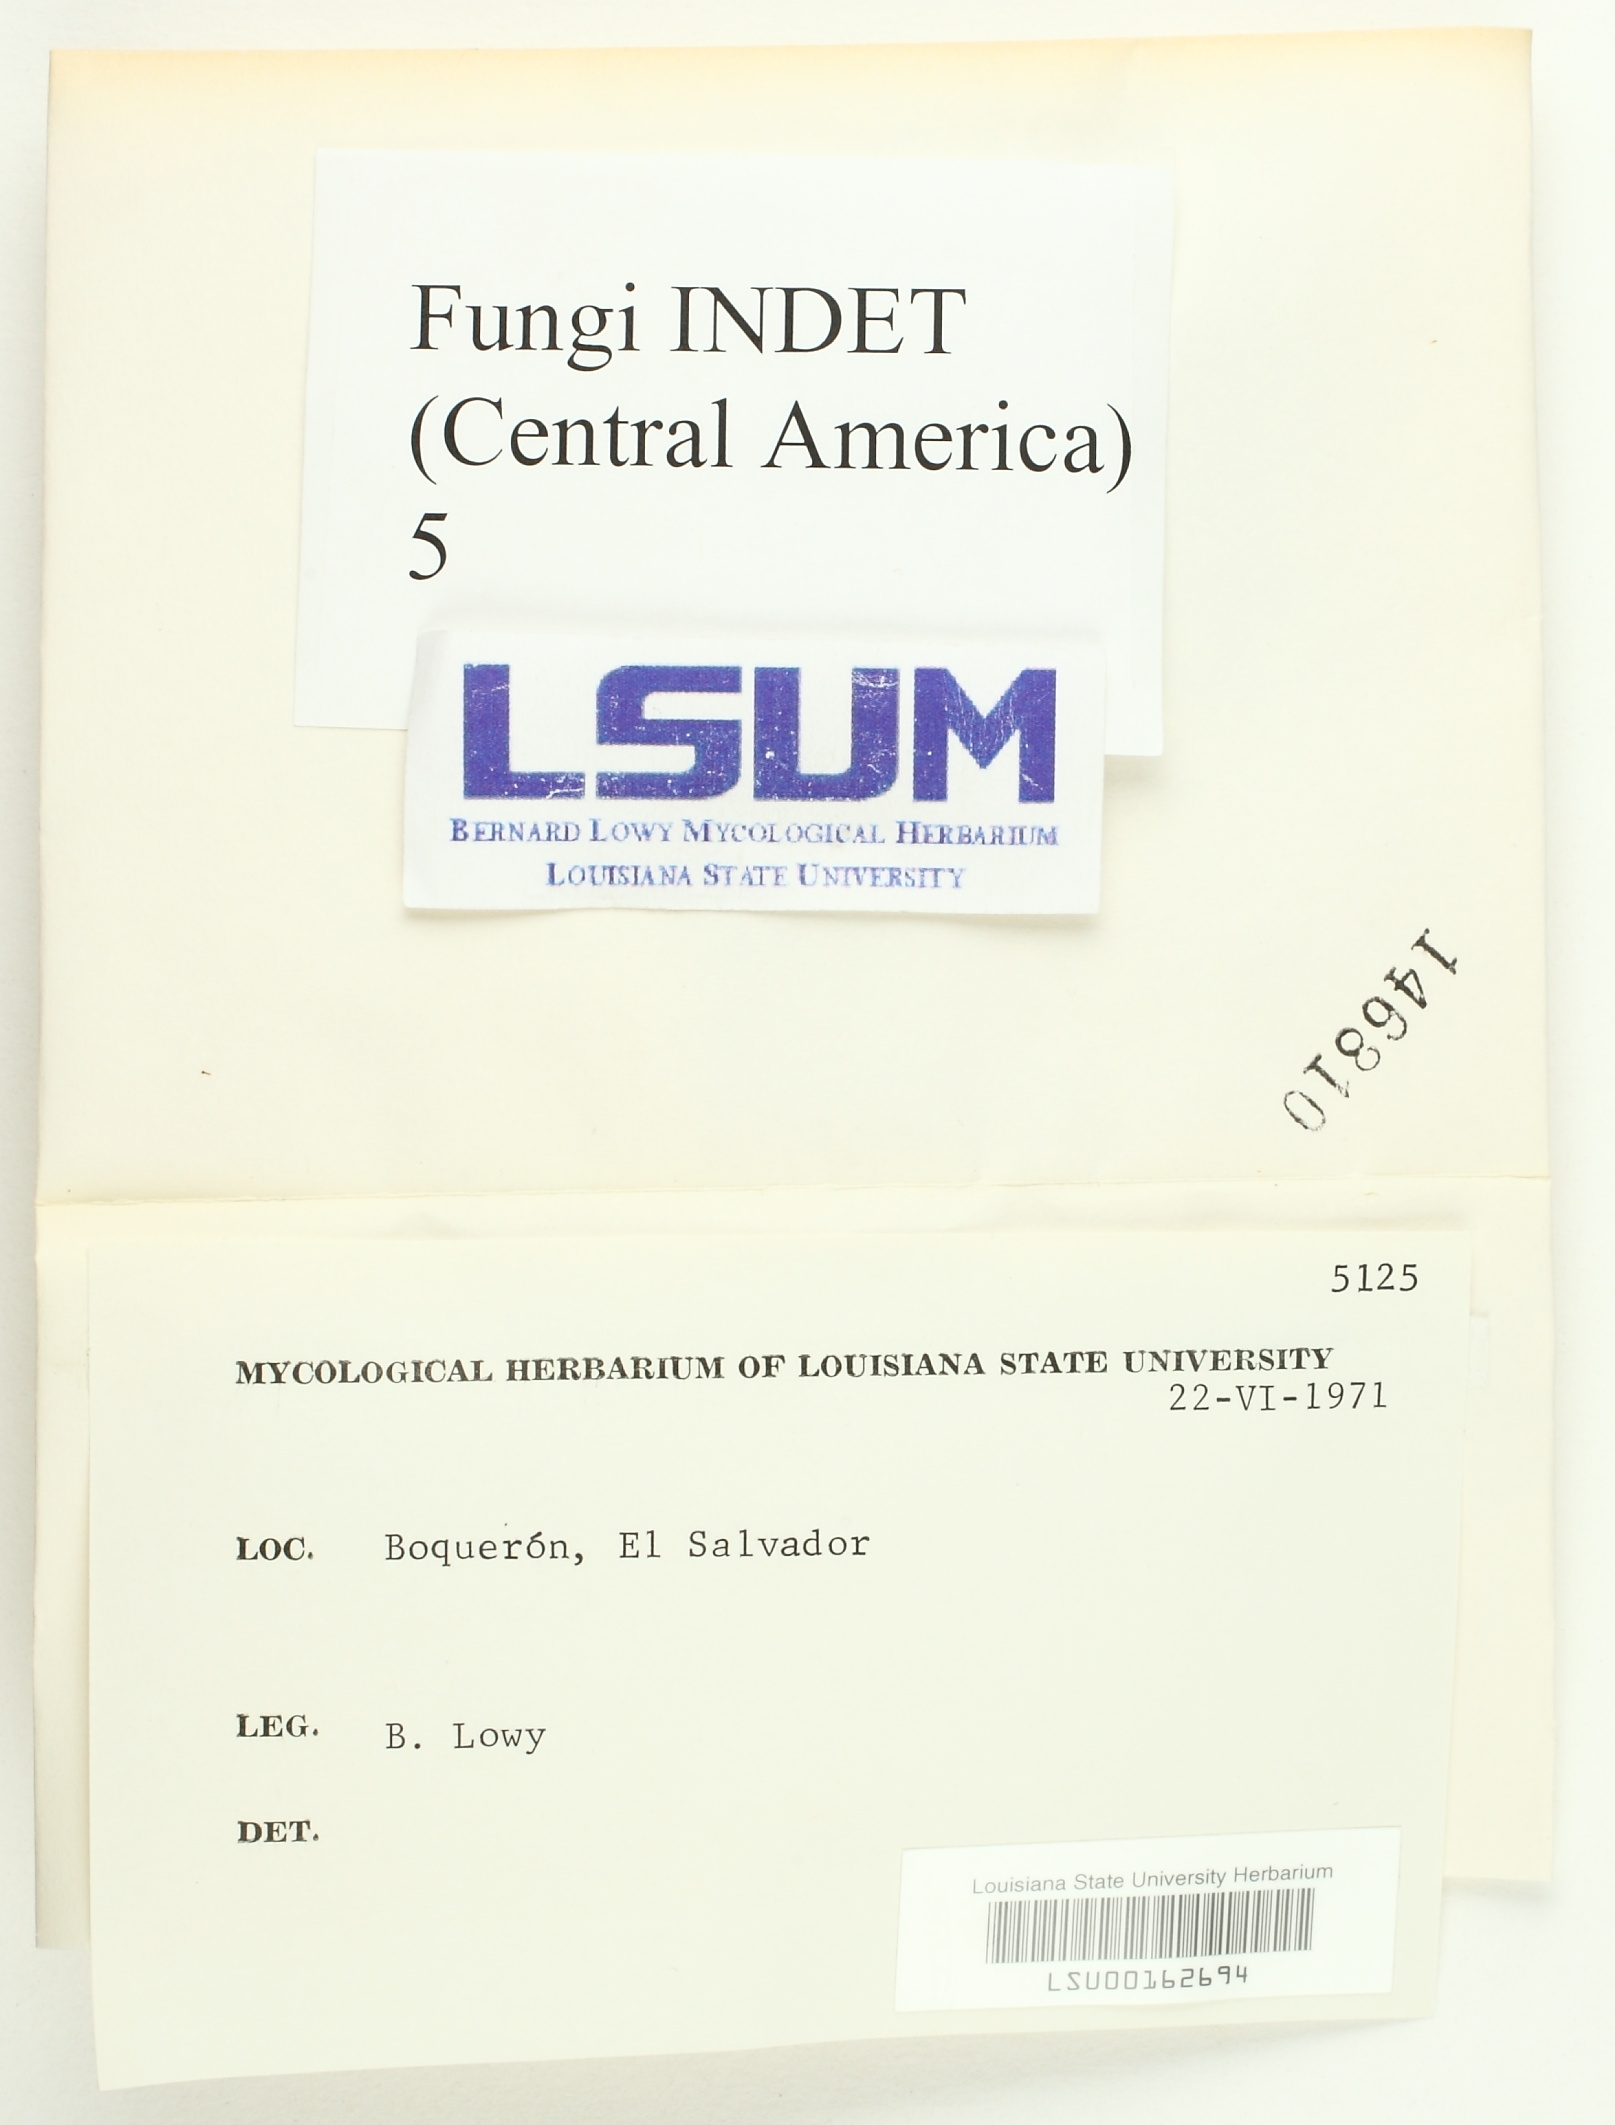 Fungi INDET
(Central America)
5
LSUM
BERNARD LOWY MYCOLOGICAL HERBARIUM
LOUISIANA STATE UNIVERSITY
146810
5125
MYCOLOGICAL HERBARIUM OF LOUISIANA STATE UNIVERSITY
22-VI-1971
LOC. Boquerón, El Salvador
LEG. B. Lowy
DET.
Louisiana State University Herbarium
LSU00162694